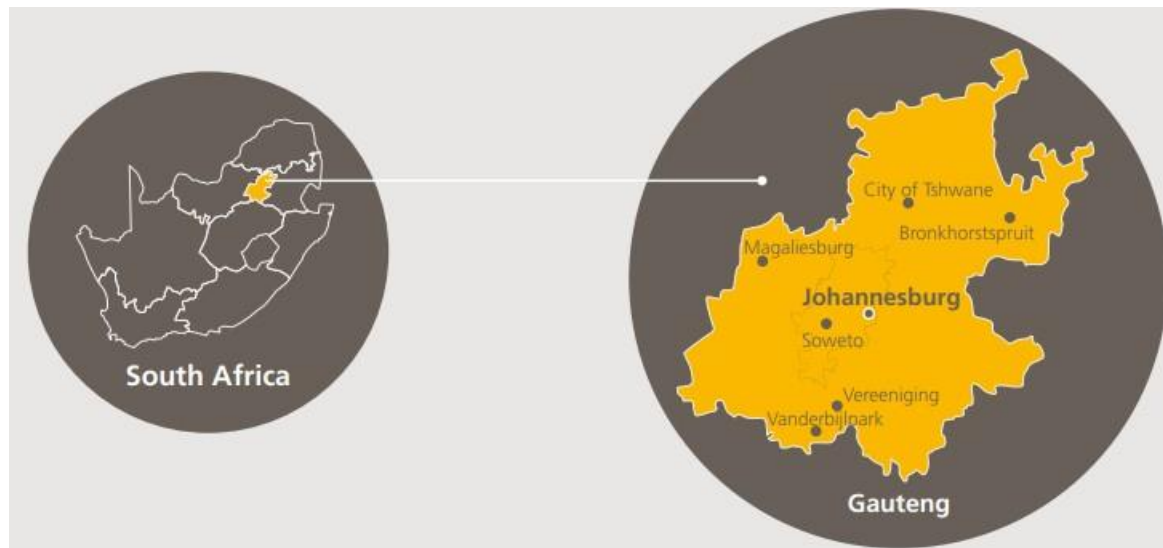 South Africa
City of Tshwane
Bronkhorstspruit
Magaliesburg
Johannesburg
Soweto
Vereeniging
Vanderbijlpark
Gauteng